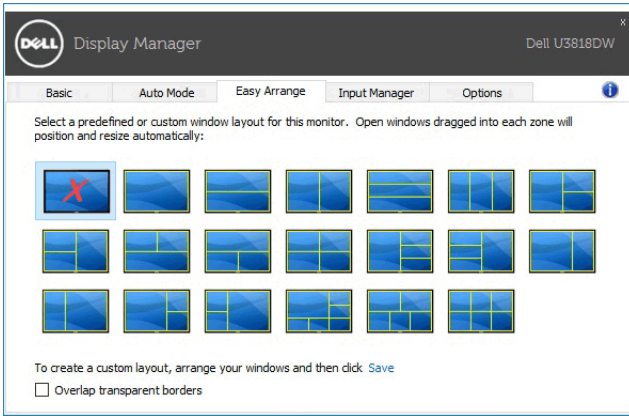 DELL Display Manager Dell U3818DW
x
Basic Auto Mode Easy Arrange Input Manager Options
Select a predefined or custom window layout for this monitor. Open windows dragged into each zone will
position and resize automatically:
To create a custom layout, arrange your windows and then click Save
Overlap transparent borders